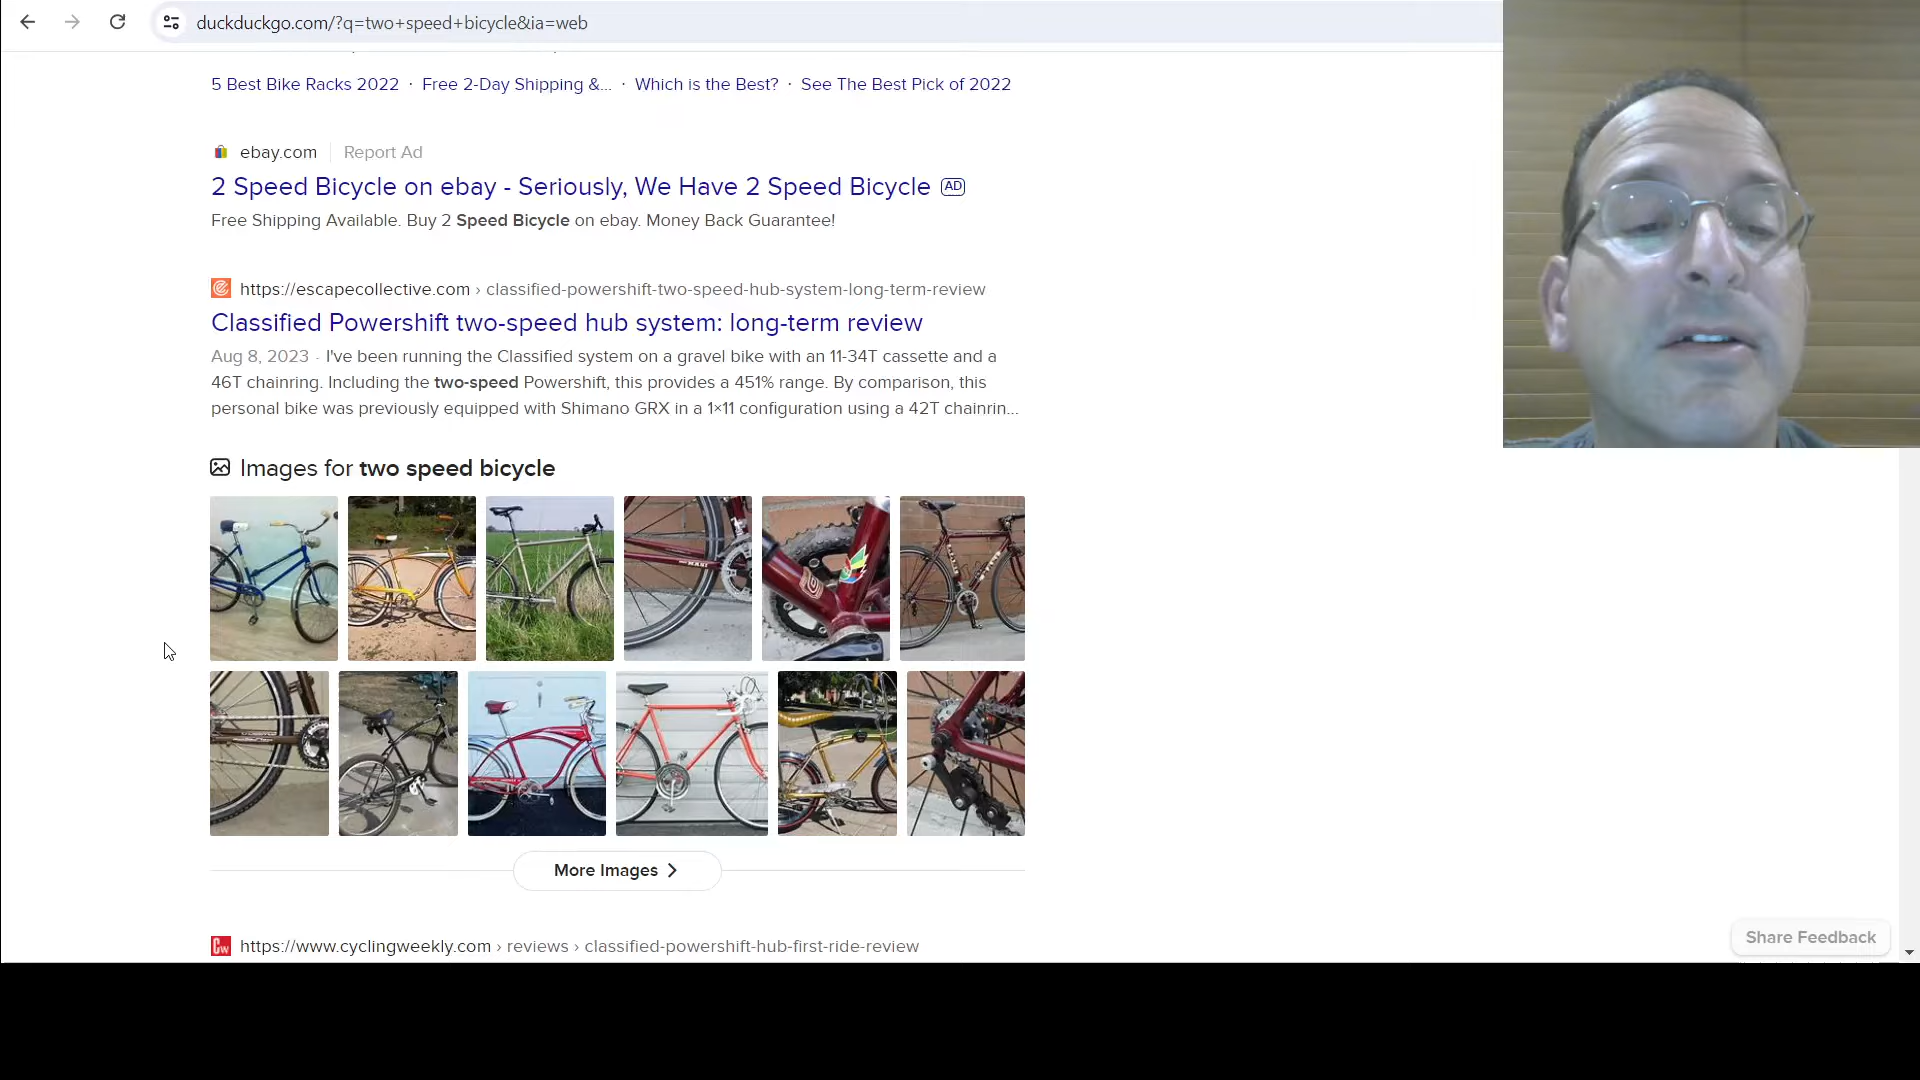 duckduckgo.com/?q=two+speed+bicycle&ia=web
5 Best Bike Racks 2022 · Free 2-Day Shipping &... · Which is the Best? · See The Best Pick of 2022
ebay.com Report Ad
2 Speed Bicycle on ebay - Seriously, We Have 2 Speed Bicycle AD
Free Shipping Available. Buy 2 Speed Bicycle on ebay. Money Back Guarantee!
https://escapecollective.com › classified-powershift-two-speed-hub-system-long-term-review
Classified Powershift two-speed hub system: long-term review
Aug 8, 2023 · I've been running the Classified system on a gravel bike with an 11-34T cassette and a
46T chainring. Including the two-speed Powershift, this provides a 451% range. By comparison, this
personal bike was previously equipped with Shimano GRX in a 1×11 configuration using a 42T chainrin...
Images for two speed bicycle
More Images
Cw https://www.cyclingweekly.com › reviews › classified-powershift-hub-first-ride-review
Share Feedback